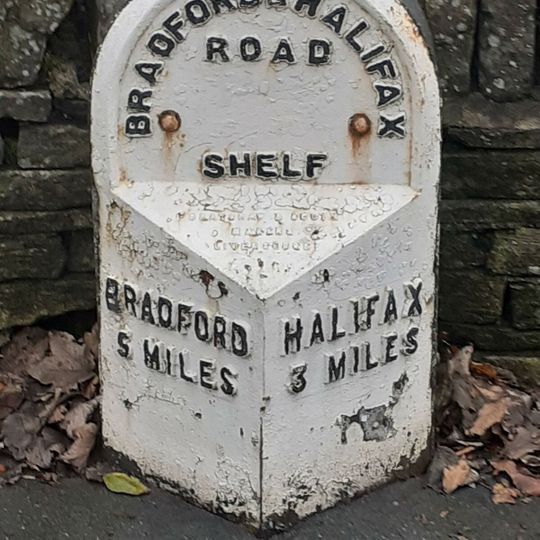 BRADFORD & HALIFAX
ROAD
SHELF
BRADFORD
5 MILES
HALIFAX
3 MILES